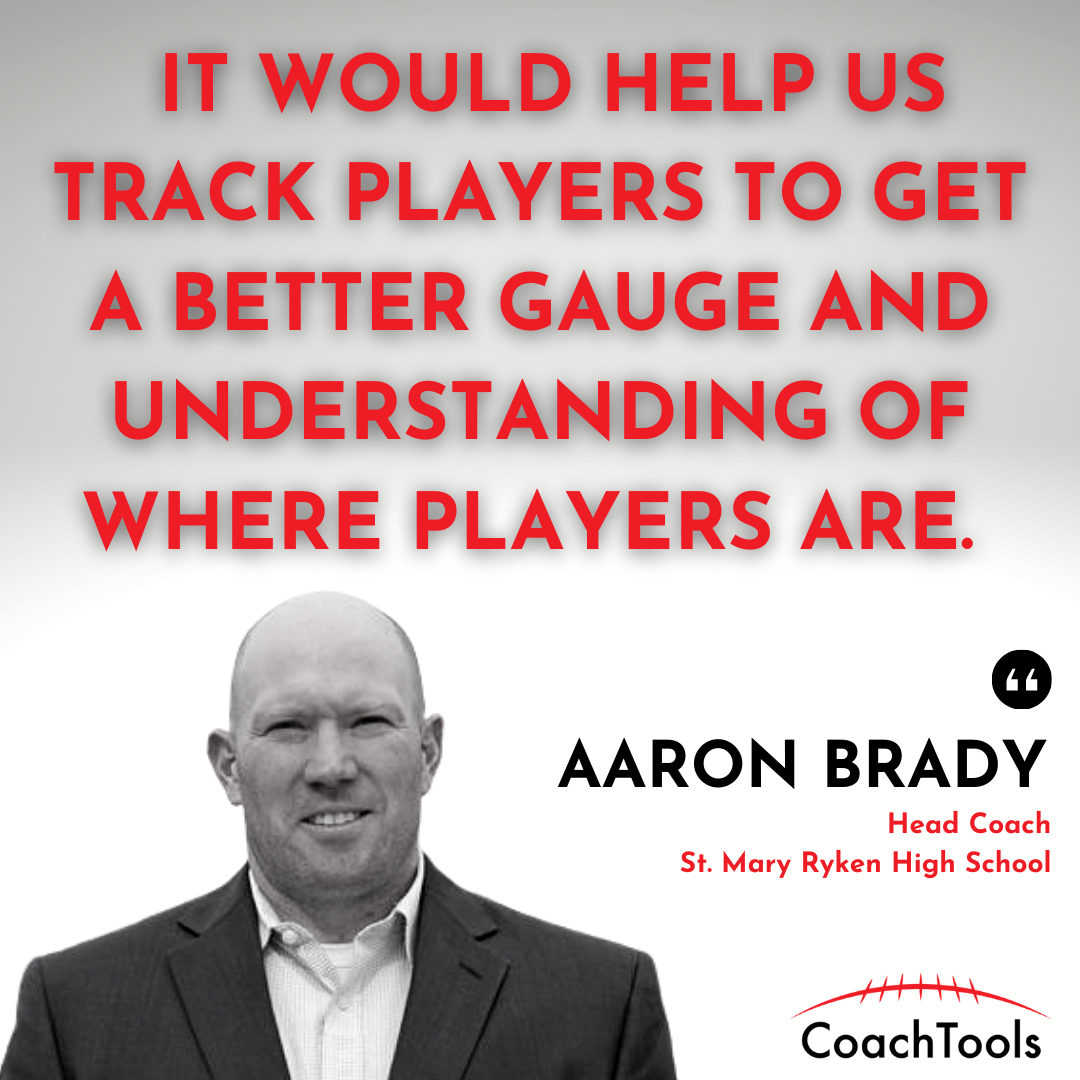 IT WOULD HELP US
TRACK PLAYERS TO GET
A BETTER GAUGE AND
UNDERSTANDING OF
WHERE PLAYERS ARE.
“
AARON BRADY
Head Coach
St. Mary Ryken High School
CoachTools